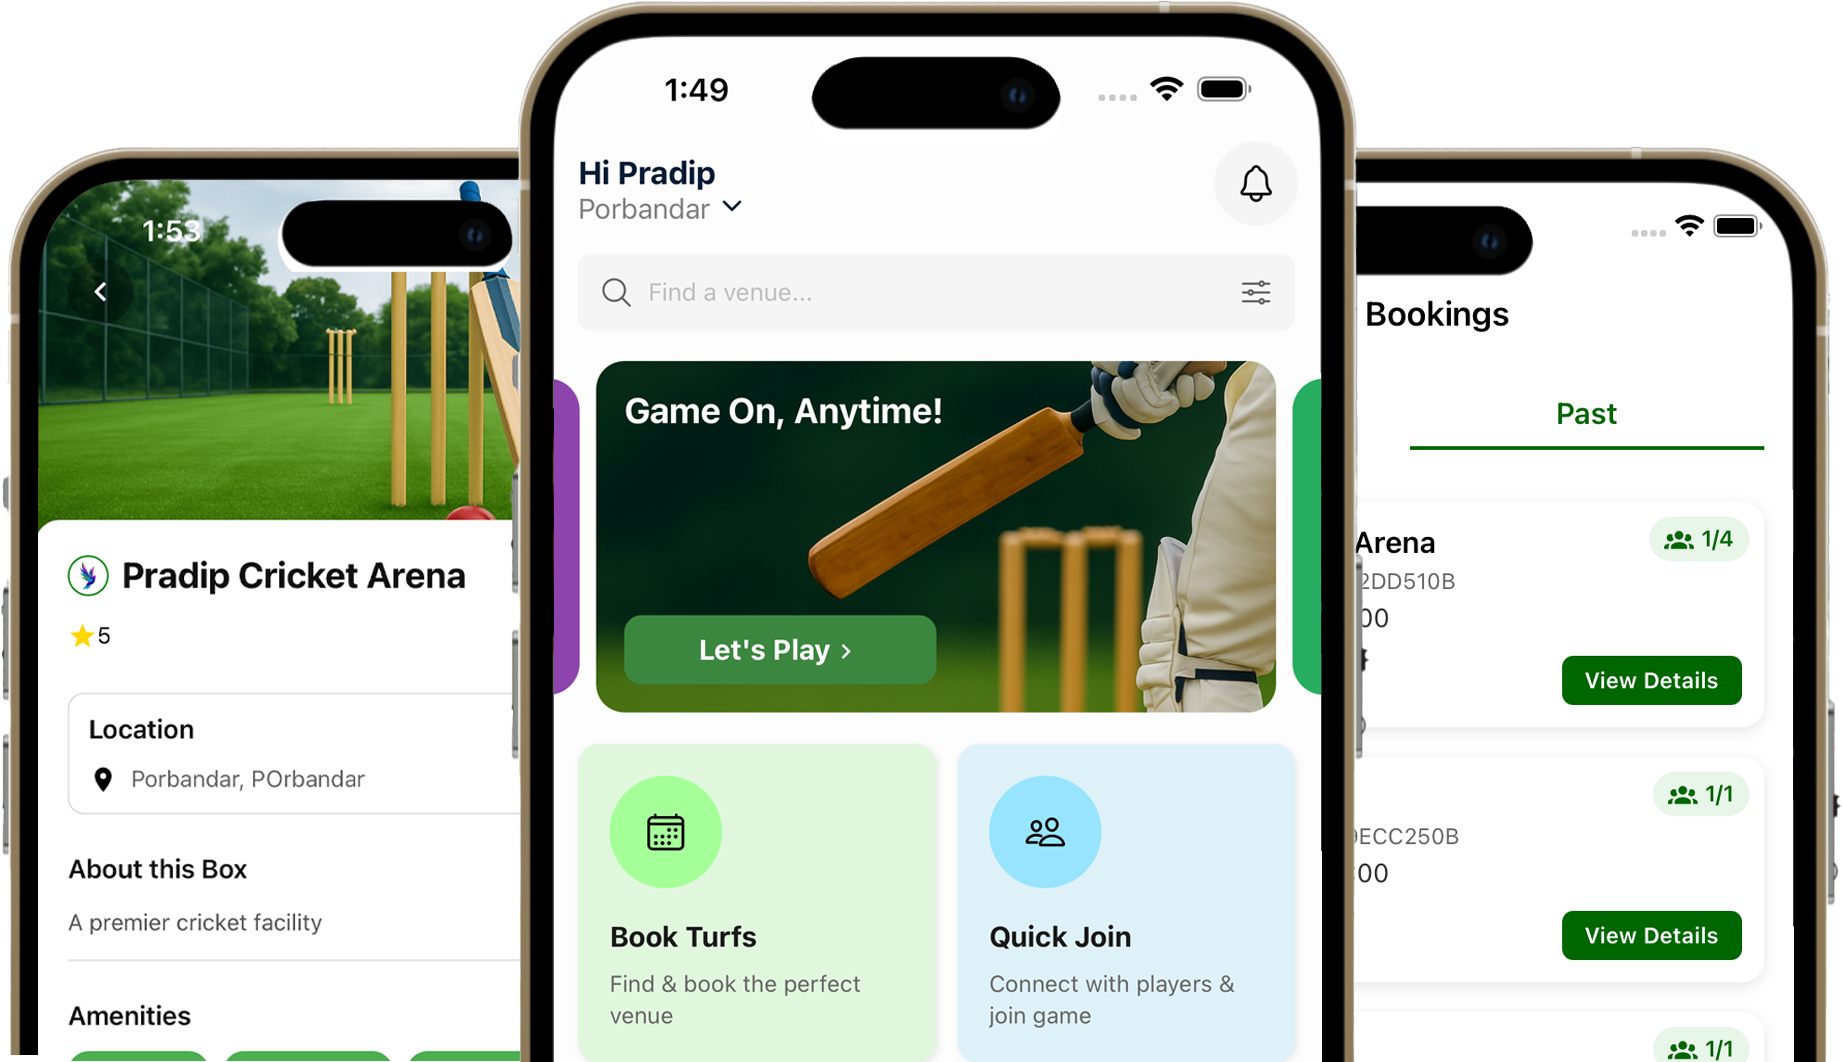 1:53
Pradip Cricket Arena
5
Location
Porbandar, POrbandar
About this Box
A premier cricket facility
Amenities
1:49
Hi Pradip
Porbandar
Find a venue...
Game On, Anytime!
Let's Play
Book Turfs
Find & book the perfect
venue
Quick Join
Connect with players &
join game
Bookings
Past
Arena
1/4
2DD510B
00
View Details
1/1
ECC250B
:00
View Details
1/1